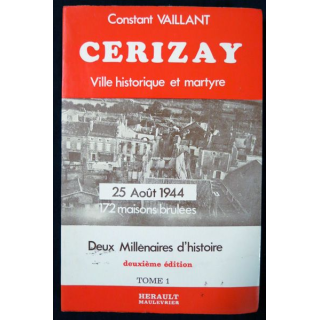 Constant VAILLANT
CERIZAY
Ville historique et martyre
25 Août 1944
172 maisons brulées
Deux Millénaires d'histoire
deuxième édition
TOME 1
HERAULT
MAULEVRIER